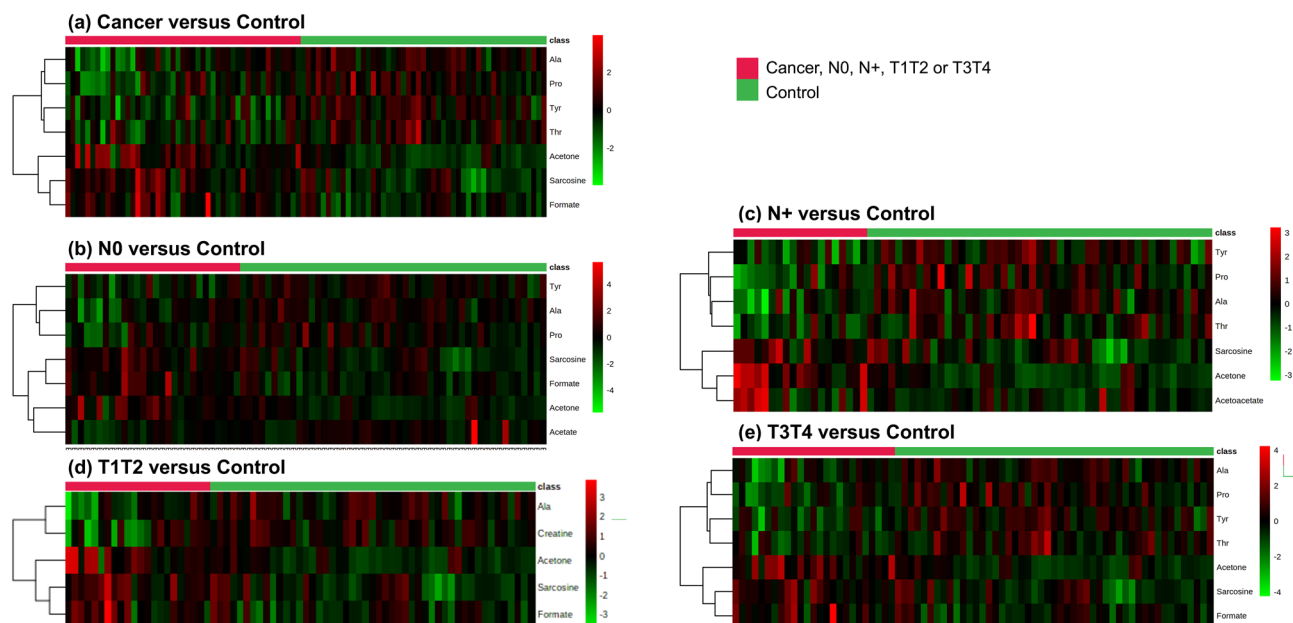 (a) Cancer versus Control
class
Ala
Pro
Tyr
Thr
Acetone
Sarcosine
Formate
2
0
-2
Cancer, N0, N+, T1T2 or T3T4
Control
(b) N0 versus Control
class
Tyr
Ala
Pro
Sarcosine
Formate
Acetone
Acetate
4
2
0
-2
-4
(c) N+ versus Control
class
Tyr
Pro
Ala
Thr
Sarcosine
Acetone
Acetoacetate
3
2
1
0
-1
-2
-3
(d) T1T2 versus Control
class
Ala
Creatine
Acetone
Sarcosine
Formate
3
2
1
0
-1
-2
-3
(e) T3T4 versus Control
class
Ala
Pro
Tyr
Thr
Acetone
Sarcosine
Formate
4
2
0
-2
-4